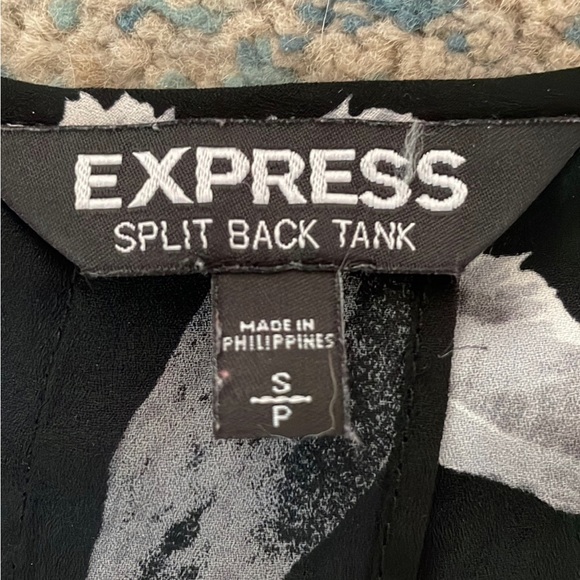 EXPRESS
SPLIT BACK TANK
MADE IN
PHILIPPINES
S
P